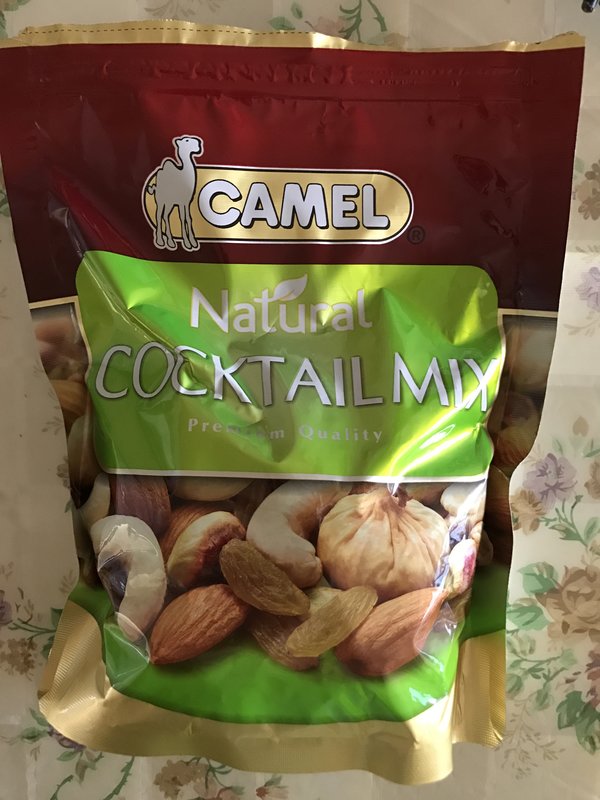 CAMEL ®
Natural
COCKTAIL MIX
Premium Quality